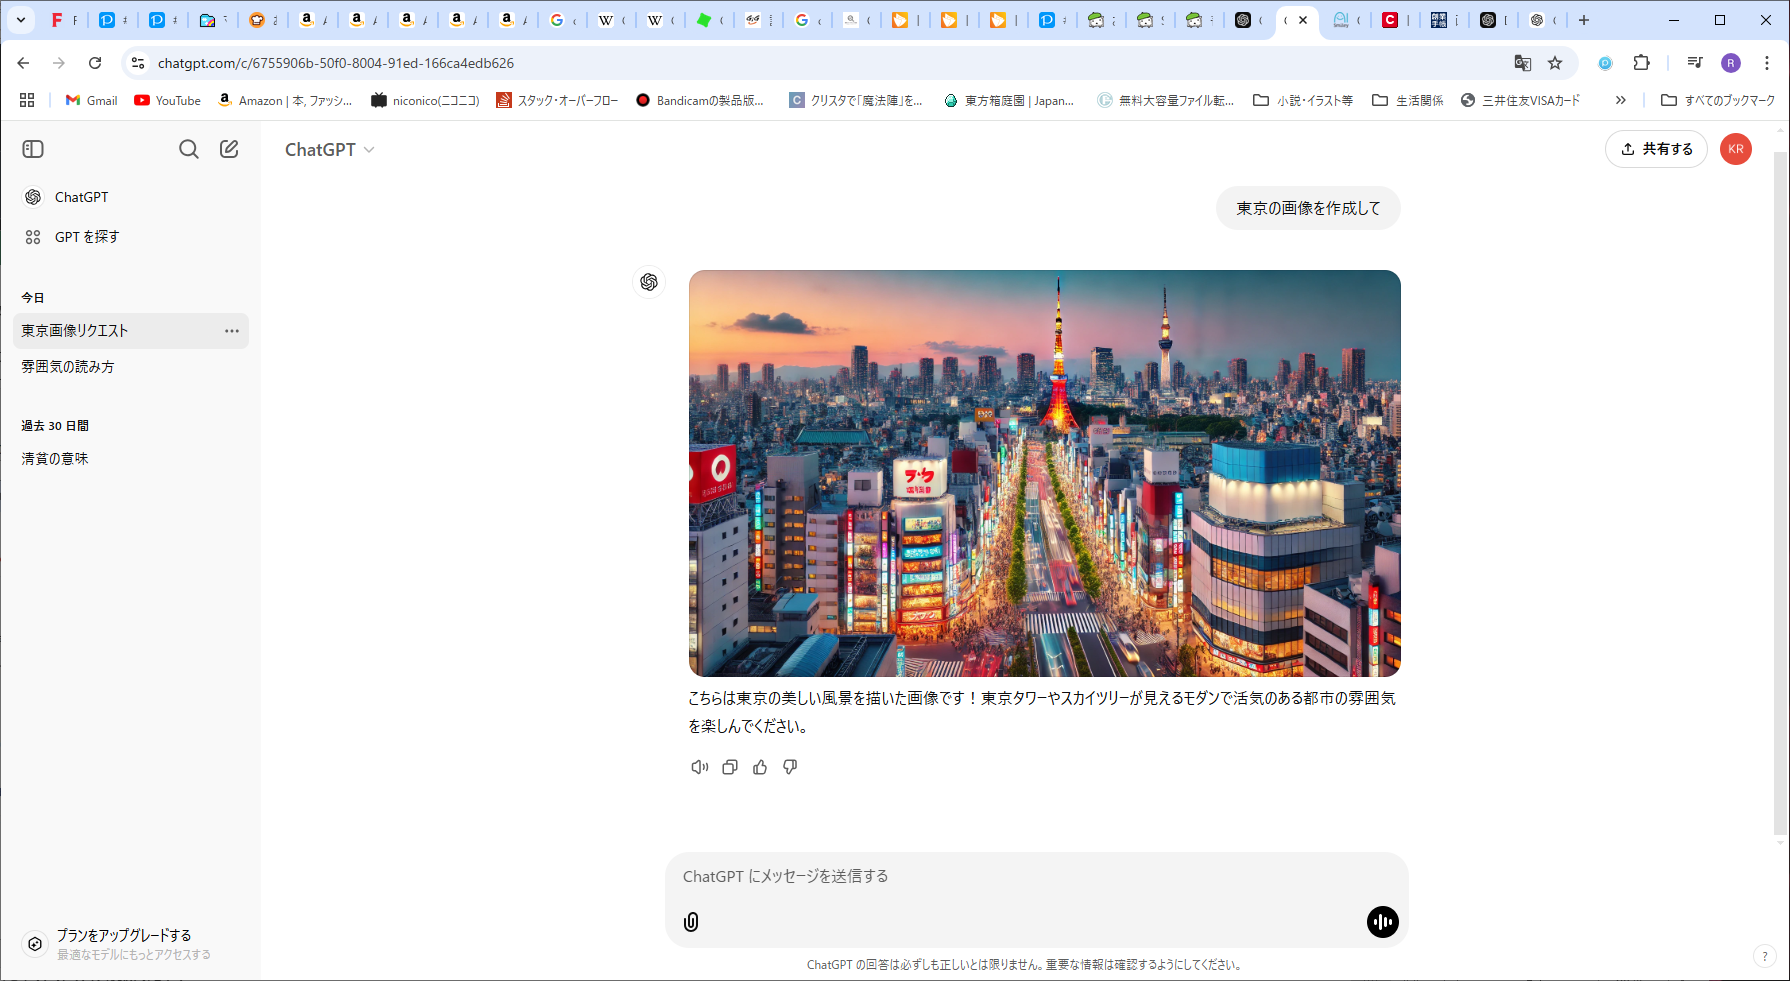 chatgpt.com/c/6755906b-50f0-8004-91ed-166ca4edb626
Gmail
YouTube
Amazon | 本, ファッシ...
niconico(ニコニコ)
スタック・オーバーフロー
Bandicamの製品版...
クリスタで「魔法陣」を...
東方箱庭園 | Japan...
無料大容量ファイル転...
小説・イラスト等
生活関係
三井住友VISAカード
すべてのブックマーク
ChatGPT
共有する
KR
ChatGPT
GPT を探す
今日
東京画像リクエスト
雰囲気の読み方
過去 30 日間
清貧の意味
東京の画像を作成して
こちらは東京の美しい風景を描いた画像です！東京タワーやスカイツリーが見えるモダンで活気のある都市の雰囲気
を楽しんでください。
ChatGPT にメッセージを送信する
プランをアップグレードする
最適なモデルにもっとアクセスする
ChatGPT の回答は必ずしも正しいとは限りません。重要な情報は確認するようにしてください。
?